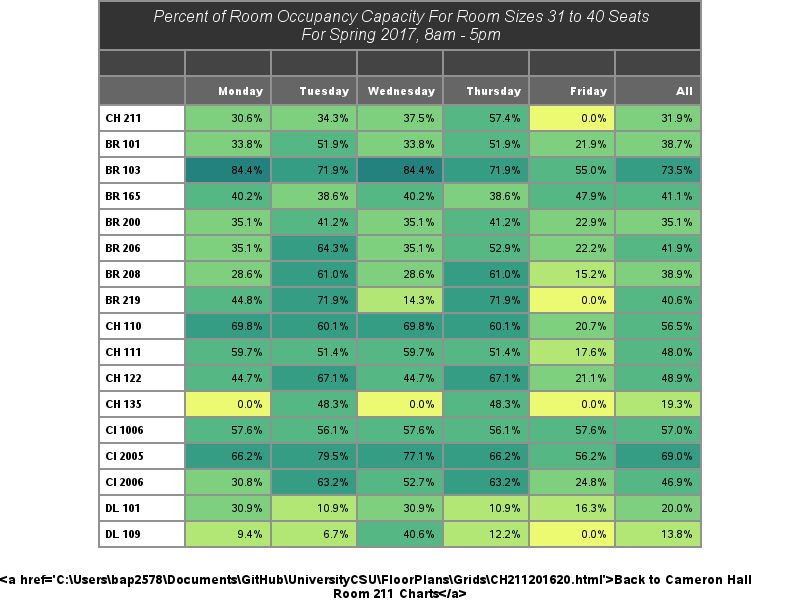 Percent of Room Occupancy Capacity For Room Sizes 31 to 40 Seats
For Spring 2017, 8am - 5pm
Monday Tuesday Wednesday Thursday Friday All
CH 211 30.6% 34.3% 37.5% 57.4% 0.0% 31.9%
BR 101 33.8% 51.9% 33.8% 51.9% 21.9% 38.7%
BR 103 84.4% 71.9% 84.4% 71.9% 55.0% 73.5%
BR 165 40.2% 38.6% 40.2% 38.6% 47.9% 41.1%
BR 200 35.1% 41.2% 35.1% 41.2% 22.9% 35.1%
BR 206 35.1% 64.3% 35.1% 52.9% 22.2% 41.9%
BR 208 28.6% 61.0% 28.6% 61.0% 15.2% 38.9%
BR 219 44.8% 71.9% 14.3% 71.9% 0.0% 40.6%
CH 110 69.8% 60.1% 69.8% 60.1% 20.7% 56.5%
CH 111 59.7% 51.4% 59.7% 51.4% 17.6% 48.0%
CH 122 44.7% 67.1% 44.7% 67.1% 21.1% 48.9%
CH 135 0.0% 48.3% 0.0% 48.3% 0.0% 19.3%
CI 1006 57.6% 56.1% 57.6% 56.1% 57.6% 57.0%
CI 2005 66.2% 79.5% 77.1% 66.2% 56.2% 69.0%
CI 2006 30.8% 63.2% 52.7% 63.2% 24.8% 46.9%
DL 101 30.9% 10.9% 30.9% 10.9% 16.3% 20.0%
DL 109 9.4% 6.7% 40.6% 12.2% 0.0% 13.8%
<a href='C:\Users\bap2578\Documents\GitHub\UniversityCSU\FloorPlans\Grids\CH211201620.html'>Back to Cameron Hall
Room 211 Charts</a>